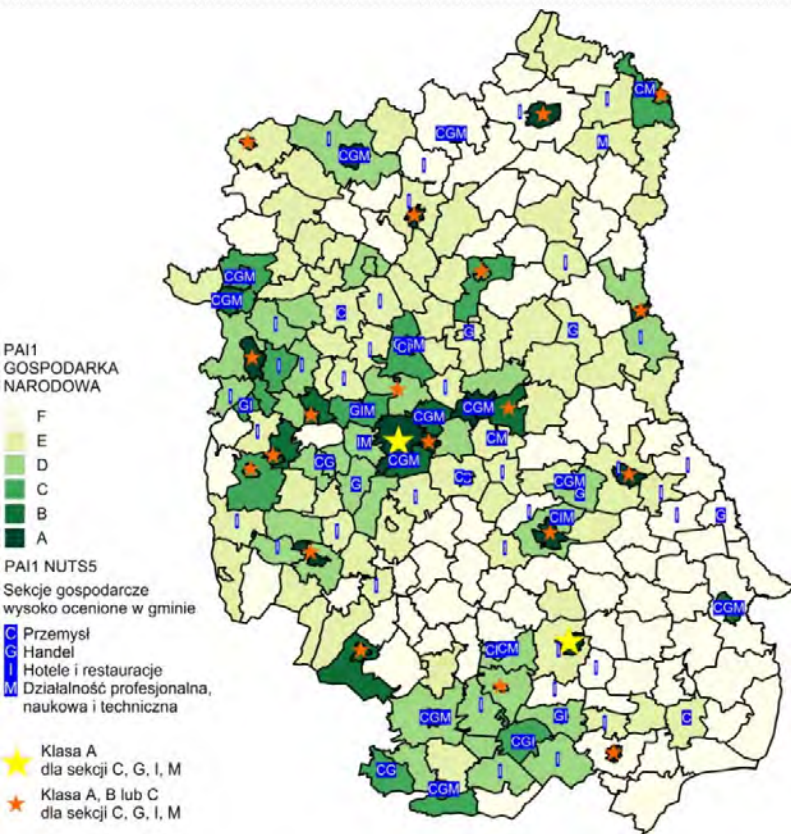 PAI1
GOSPODARKA
NARODOWA
F
E
D
C
B
A
PAI1 NUTS5
Sekcje gospodarcze
wysoko ocenione w gminie
C Przemysł
G Handel
I Hotele i restauracje
M Działalność profesjonalna,
naukowa i techniczna
Klasa A
dla sekcji C, G, I, M
Klasa A, B lub C
dla sekcji C, G, I, M
CM
I
I
CGM
I
M
CGM
I
I
I
CGM
CGM
I
C
I
G
G
I
I
I
I
I
I
I
GI
CGM
GIM
CGM
I
CM
IM
CGM
CG
I
I
I
CGM
G
I
G
I
I
CIM
I
G
I
I
I
I
I
CGM
CM
I
I
I
I
GI
CGM
C
I
CGI
I
CG
I
CGM